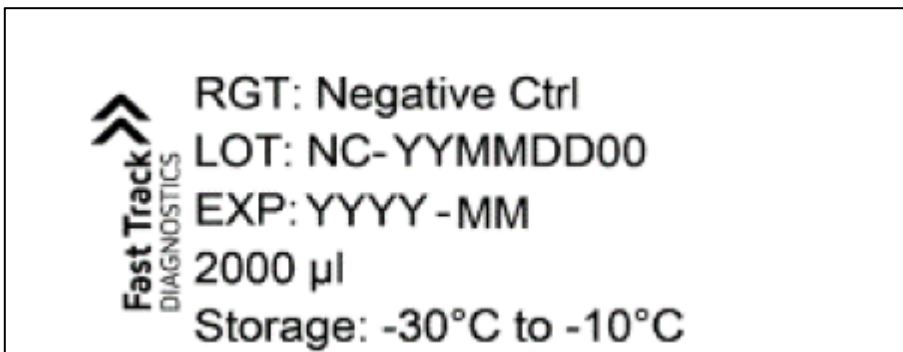 Fast Track
DIAGNOSTICS
RGT: Negative Ctrl
LOT: NC-YYMMDD00
EXP: YYYY-MM
2000 µl
Storage: -30°C to -10°C